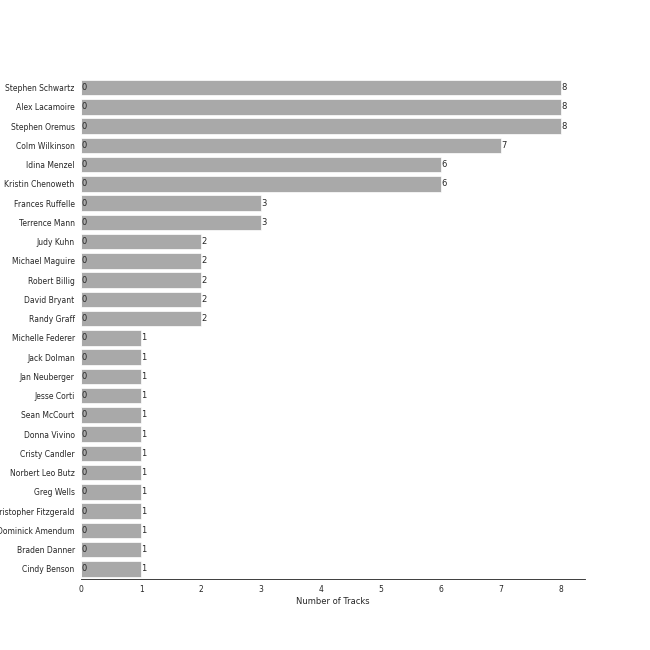 Stephen Schwartz 0 8
Alex Lacamoire 0 8
Stephen Oremus 0 8
Colm Wilkinson 0 7
Idina Menzel 0 6
Kristin Chenoweth 0 6
Frances Ruffelle 0 3
Terrence Mann 0 3
Judy Kuhn 0 2
Michael Maguire 0 2
Robert Billig 0 2
David Bryant 0 2
Randy Graff 0 2
Michelle Federer 0 1
Jack Dolman 0 1
Jan Neuberger 0 1
Jesse Corti 0 1
Sean McCourt 0 1
Donna Vivino 0 1
Cristy Candler 0 1
Norbert Leo Butz 0 1
Greg Wells 0 1
ristopher Fitzgerald 0 1
Dominick Amendum 0 1
Braden Danner 0 1
Cindy Benson 0 1
0 1 2 3 4 5 6 7 8
Number of Tracks